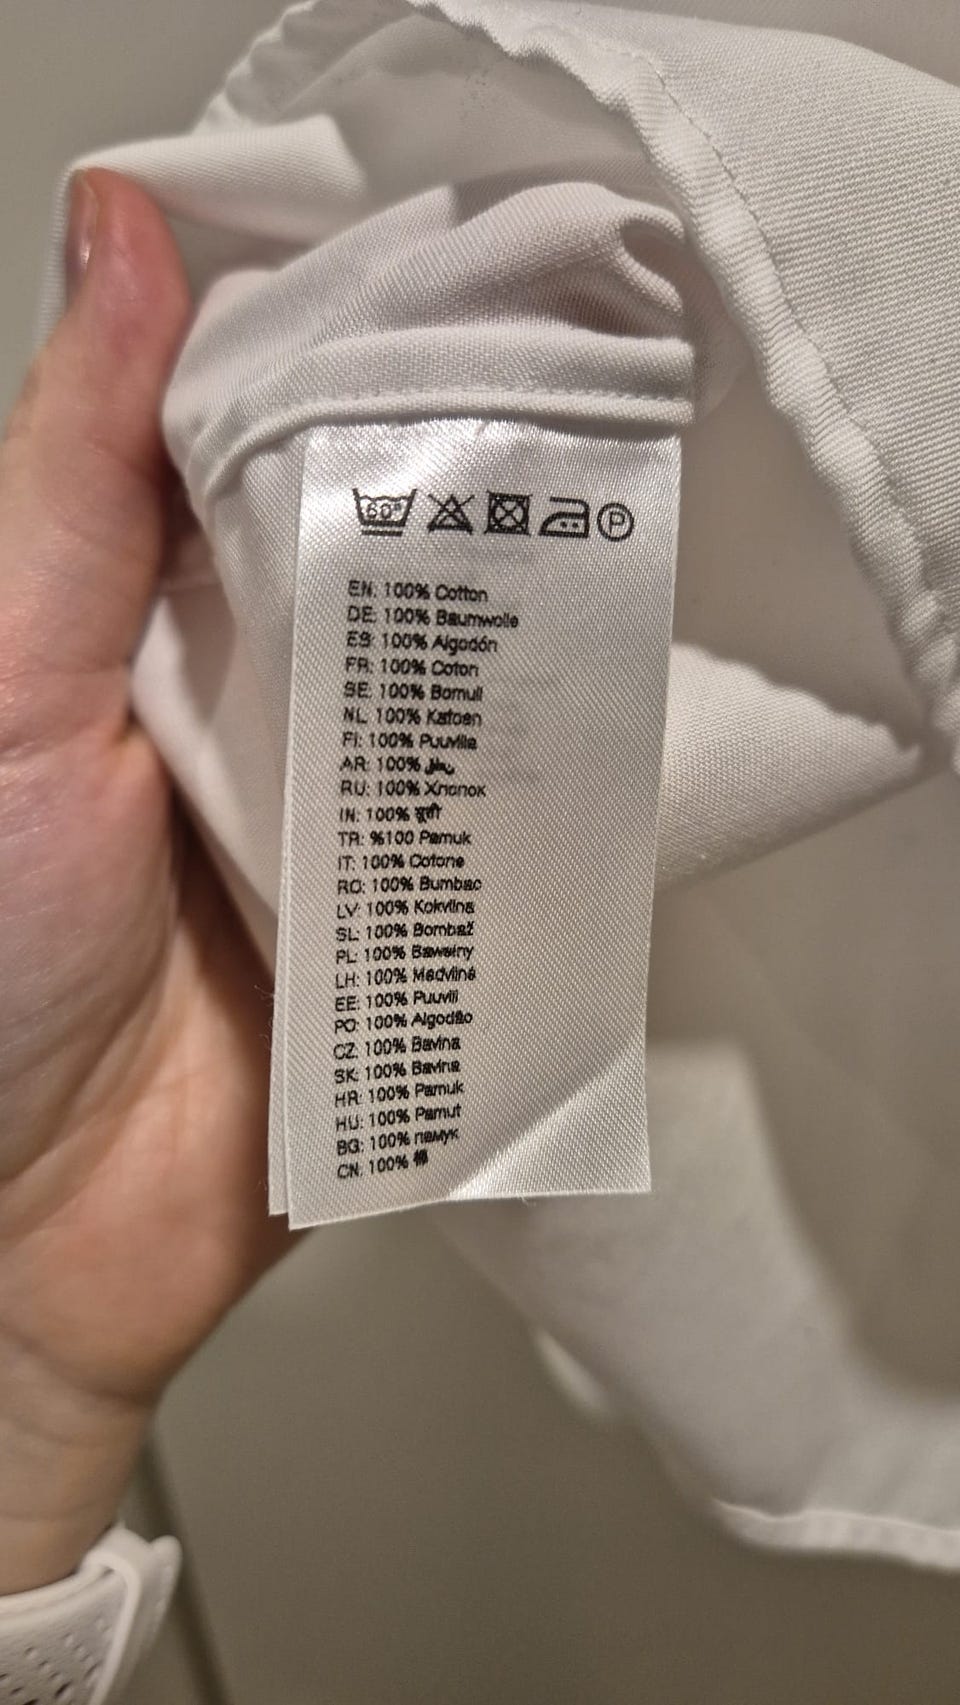 60°
P
EN: 100% Cotton
DE: 100% Baumwolle
ES: 100% Algodón
FR: 100% Coton
SE: 100% Bomull
NL: 100% Katoen
FI: 100% Puuvilla
AR: 100%
RU: 100% Хлопок
IN: 100% सूती
TR: %100 Pamuk
IT: 100% Cotone
RO: 100% Bumbac
LV: 100% Kokvilna
SL: 100% Bombaž
PL: 100% Bawełny
LH: 100% Medvilnė
EE: 100% Puuvill
PO: 100% Algodão
CZ: 100% Bavlna
SK: 100% Bavlna
HR: 100% Pamuk
HU: 100% Pamut
BG: 100% памук
CN: 100% 棉